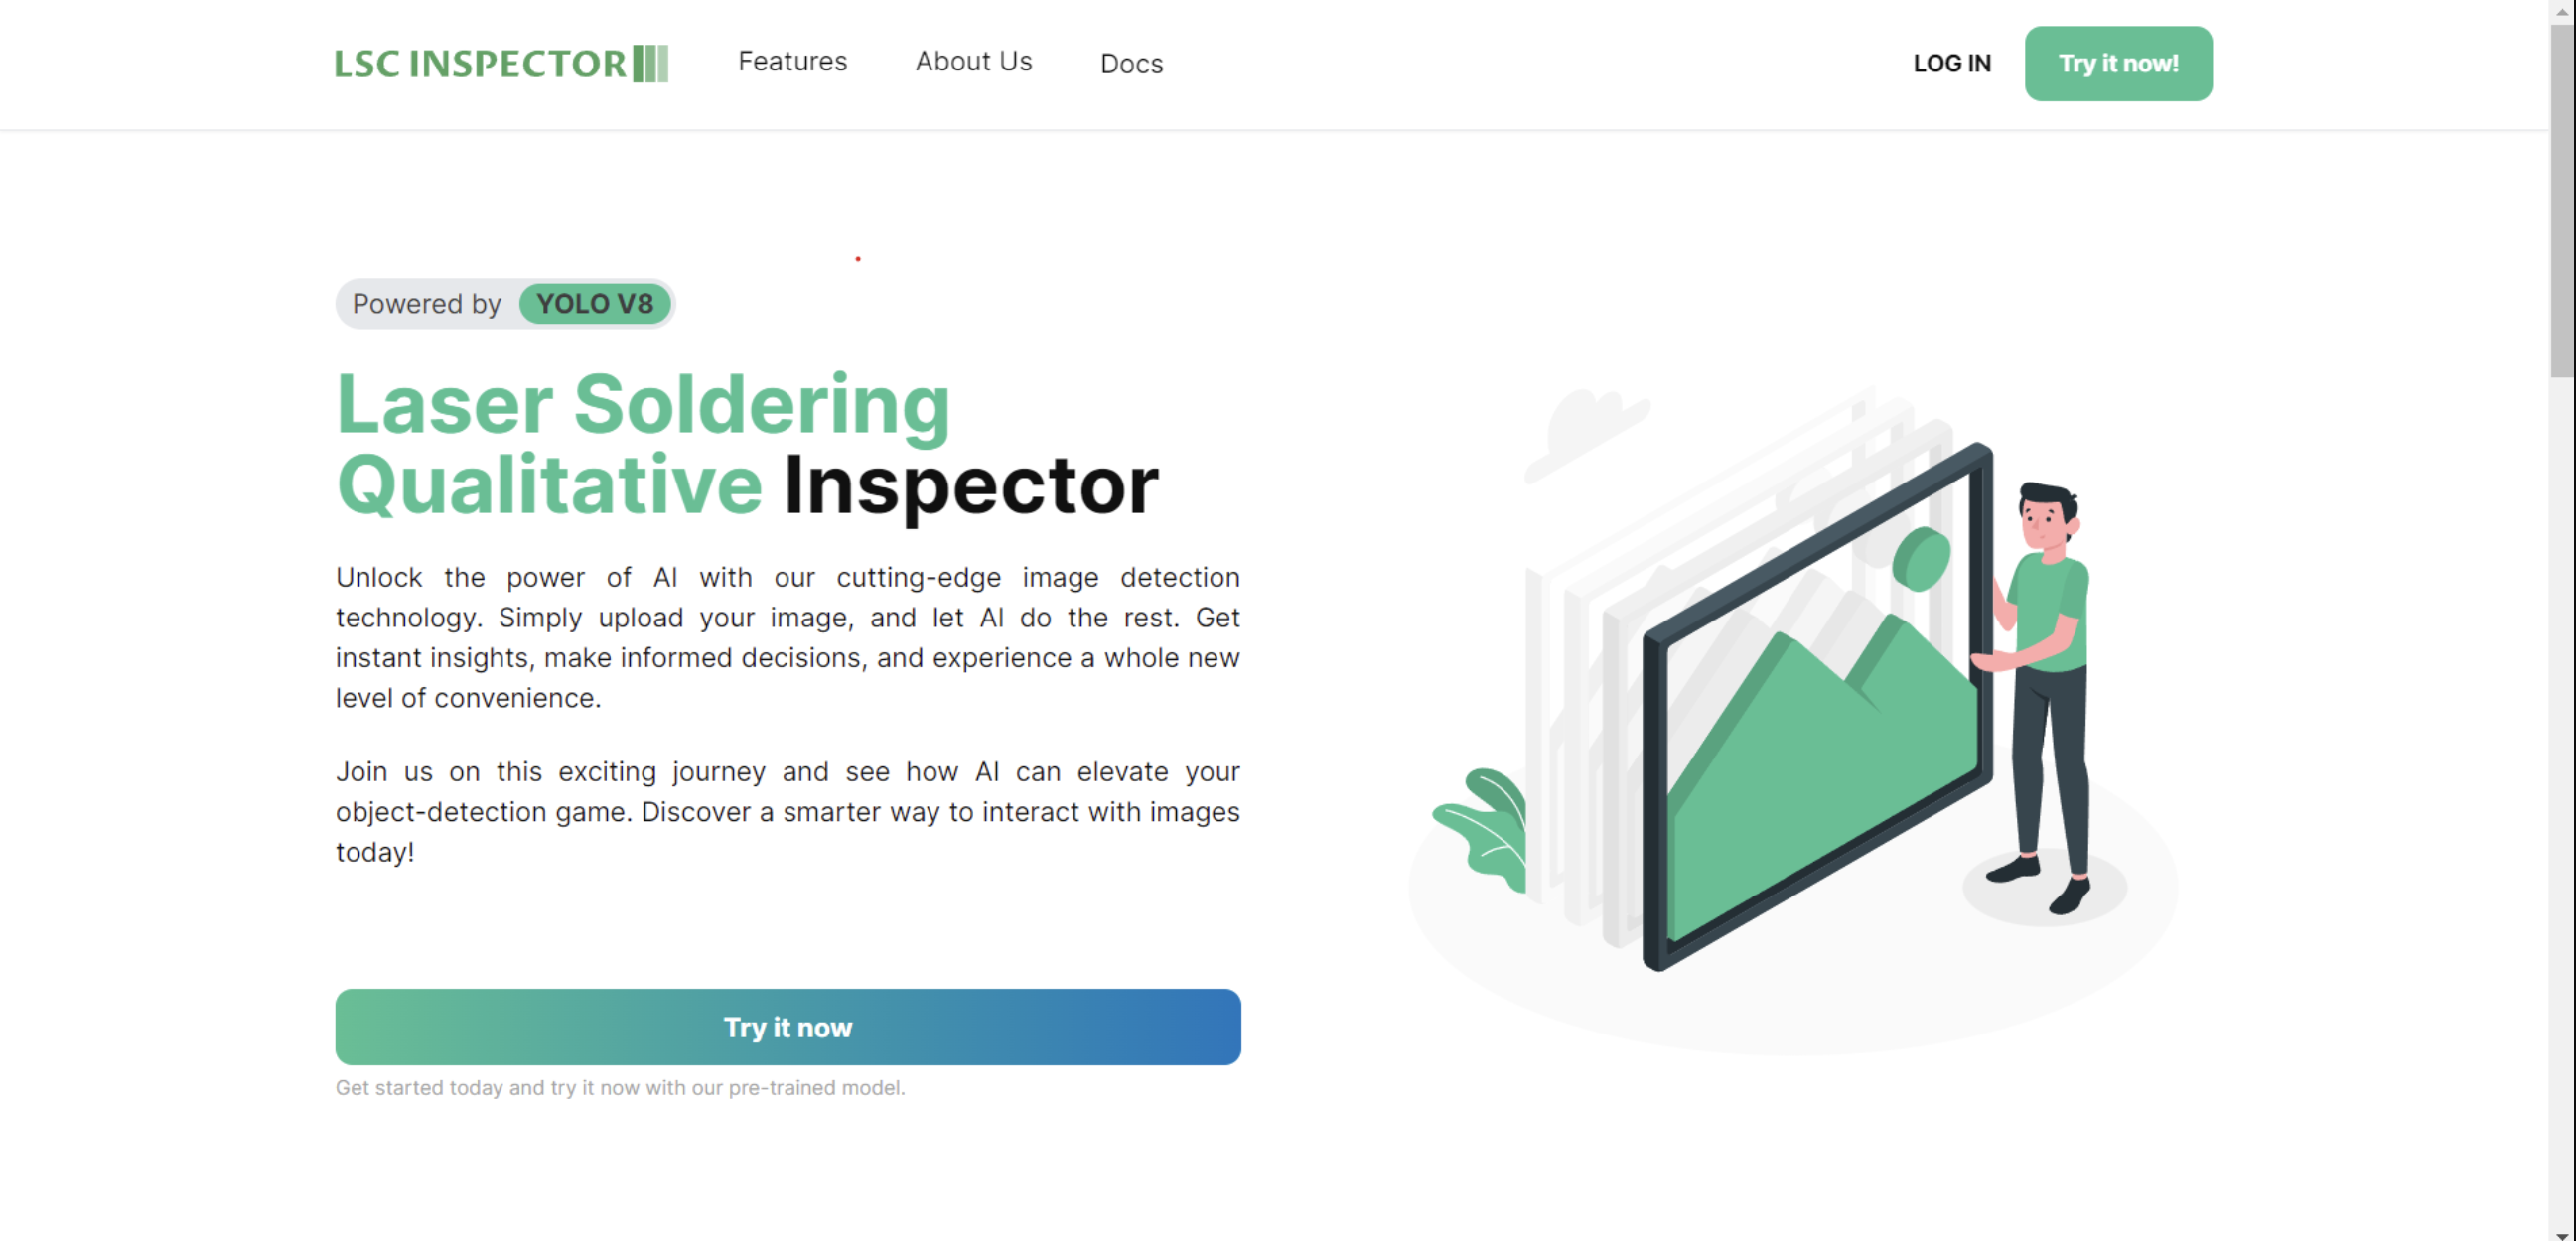 LSC INSPECTOR
Features
About Us
Docs
LOG IN
Try it now!
Powered by YOLO V8
Laser Soldering
Qualitative Inspector
Unlock the power of AI with our cutting-edge image detection
technology. Simply upload your image, and let AI do the rest. Get
instant insights, make informed decisions, and experience a whole new
level of convenience.
Join us on this exciting journey and see how AI can elevate your
object-detection game. Discover a smarter way to interact with images
today!
Try it now
Get started today and try it now with our pre-trained model.